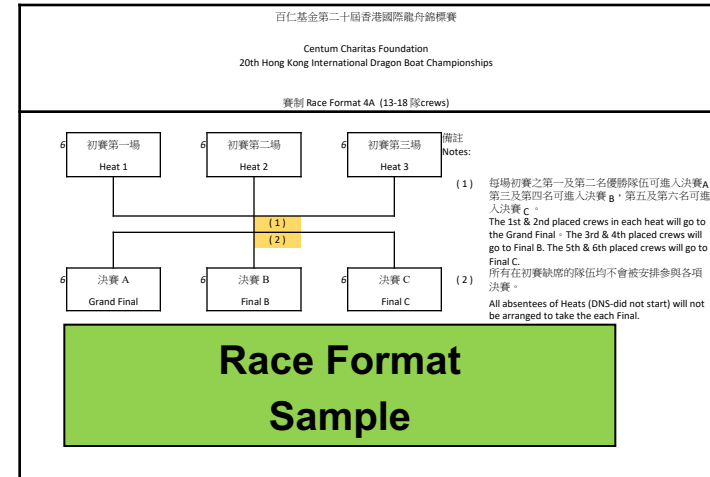 百仁基金第二十屆香港國際龍舟錦標賽
Centum Charitas Foundation
20th Hong Kong International Dragon Boat Championships
賽制 Race Format 4A (13-18 隊crews)
6 初賽第一場 6 初賽第二場 6 初賽第三場
Heat 1 Heat 2 Heat 3
備註
Notes:
( 1 ) 每場初賽之第一及第二名優勝隊伍可進入決賽A
第三及第四名可進入決賽 B，第五及第六名可進
入決賽 C 。
The 1st & 2nd placed crews in each heat will go to
the Grand Final。The 3rd & 4th placed crews will
go to Final B. The 5th & 6th placed crews will go to
Final C.
( 1 )
( 2 )
6 決賽 A 6 決賽 B 6 決賽 C
Grand Final Final B Final C
( 2 ) 所有在初賽缺席的隊伍均不會被安排參與各項
決賽。
All absentees of Heats (DNS-did not start) will not
be arranged to take the each Final.
Race Format
Sample